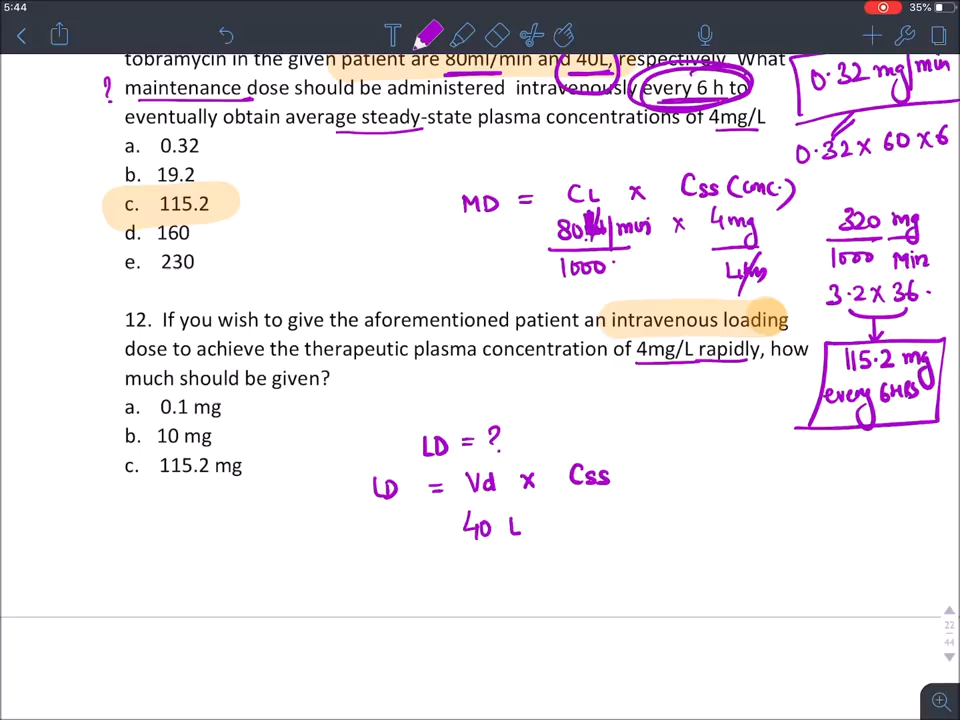 5:44
35%
tobramycin in the given patient are 80ml/min and 40L, respectively. What
? maintenance dose should be administered intravenously every 6 h to
eventually obtain average steady-state plasma concentrations of 4mg/L
a. 0.32
b. 19.2
c. 115.2
d. 160
e. 230
0.32 mg/min
0.32 x 60 x 6
MD = CL x Css (conc.)
80 /min x 4mg
1000
320 mg
1000 Min
3.2 x 36
115.2 mg
every 6HRS
12. If you wish to give the aforementioned patient an intravenous loading
dose to achieve the therapeutic plasma concentration of 4mg/L rapidly, how
much should be given?
a. 0.1 mg
b. 10 mg
c. 115.2 mg
LD = ?
LD = Vd x Css
40 L
22
44